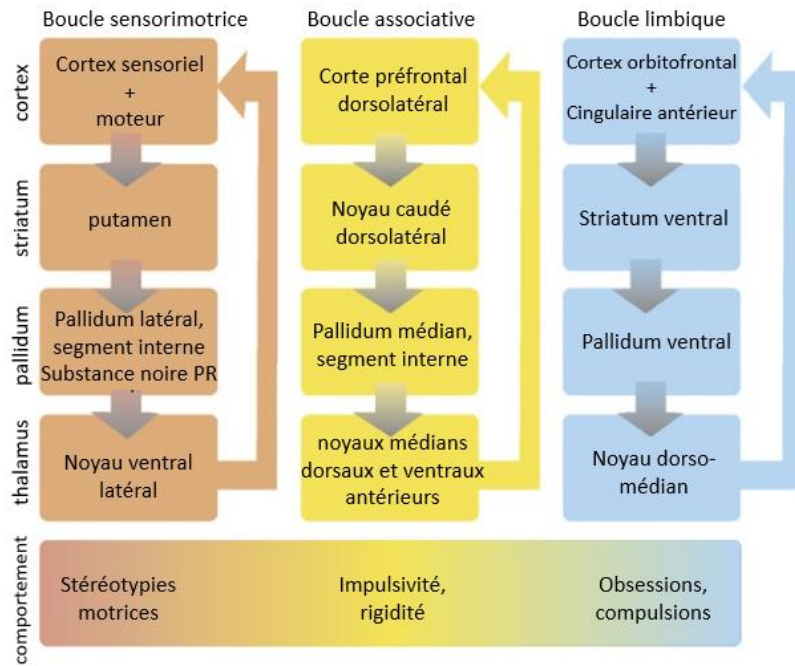 Boucle sensorimotrice
Boucle associative
Boucle limbique
cortex
Cortex sensoriel
+
moteur
Corte préfrontal
dorsolatéral
Cortex orbitofrontal
+
Cingulaire antérieur
striatum
putamen
Noyau caudé
dorsolatéral
Striatum ventral
pallidum
Pallidum latéral,
segment interne
Substance noire PR
Pallidum médian,
segment interne
Pallidum ventral
thalamus
Noyau ventral
latéral
noyaux médians
dorsaux et ventraux
antérieurs
Noyau dorso-
médian
comportement
Stéréotypies
motrices
Impulsivité,
rigidité
Obsessions,
compulsions